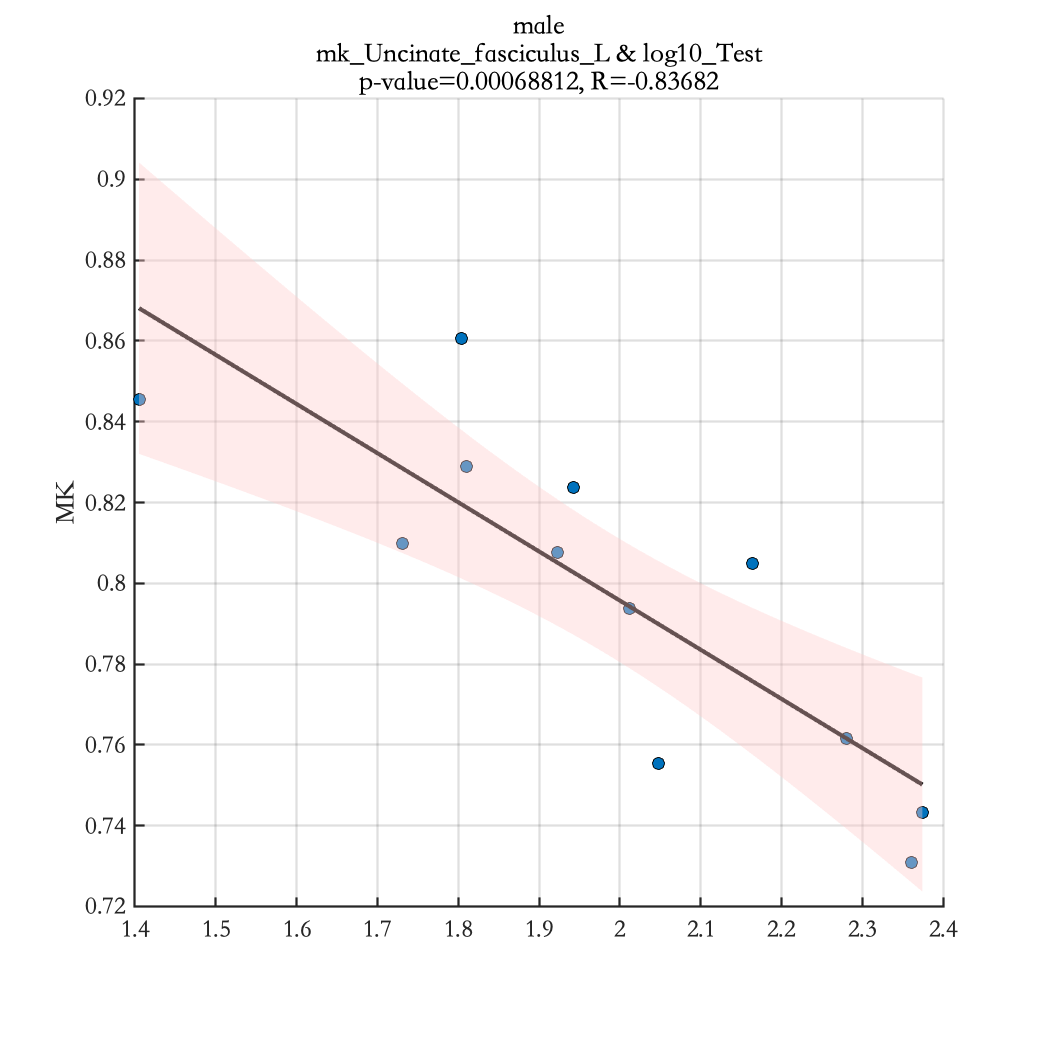 male
mk_Uncinate_fasciculus_L & log10_Test
p-value=0.00068812, R=-0.83682
0.92
0.9
0.88
0.86
0.84
0.82
0.8
0.78
0.76
0.74
0.72
MK
1.4 1.5 1.6 1.7 1.8 1.9 2 2.1 2.2 2.3 2.4